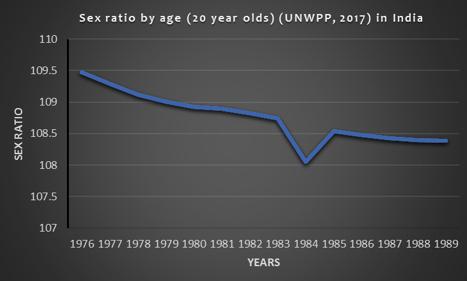 Sex ratio by age (20 year olds) (UNWPP, 2017) in India
110
109.5
109
108.5
108
107.5
107
SEX RATIO
1976 1977 1978 1979 1980 1981 1982 1983 1984 1985 1986 1987 1988 1989
YEARS